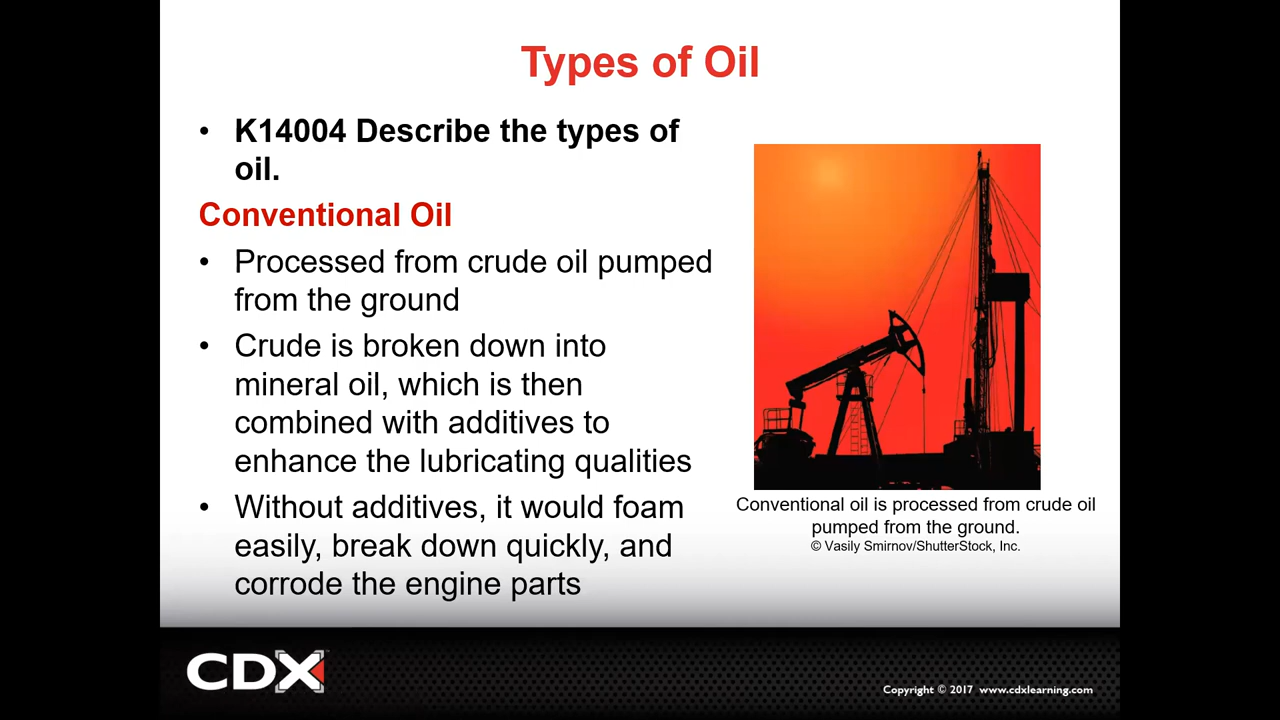 Types of Oil
• K14004 Describe the types of
oil.
Conventional Oil
• Processed from crude oil pumped
from the ground
• Crude is broken down into
mineral oil, which is then
combined with additives to
enhance the lubricating qualities
• Without additives, it would foam
easily, break down quickly, and
corrode the engine parts
Conventional oil is processed from crude oil
pumped from the ground.
© Vasily Smirnov/ShutterStock, Inc.
CDX
Copyright © 2017 www.cdxlearning.com